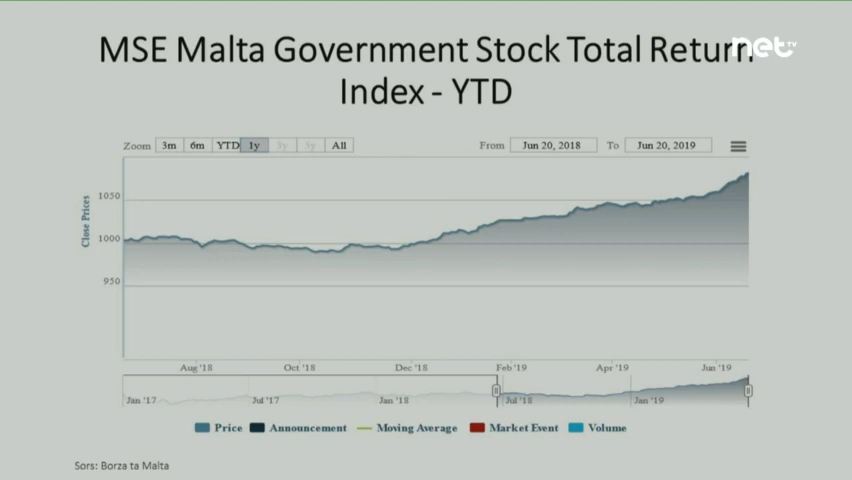 net TV
MSE Malta Government Stock Total Return
Index - YTD
Zoom 3m 6m YTD 1y 3y 5y All From Jun 20, 2018 To Jun 20, 2019
Close Prices
1050
1000
950
Aug '18 Oct '18 Dec '18 Feb '19 Apr '19 Jun '19
Jan '17 Jul '17 Jan '18 Jul '18 Jan '19
Price Announcement Moving Average Market Event Volume
Sors: Borza ta Malta